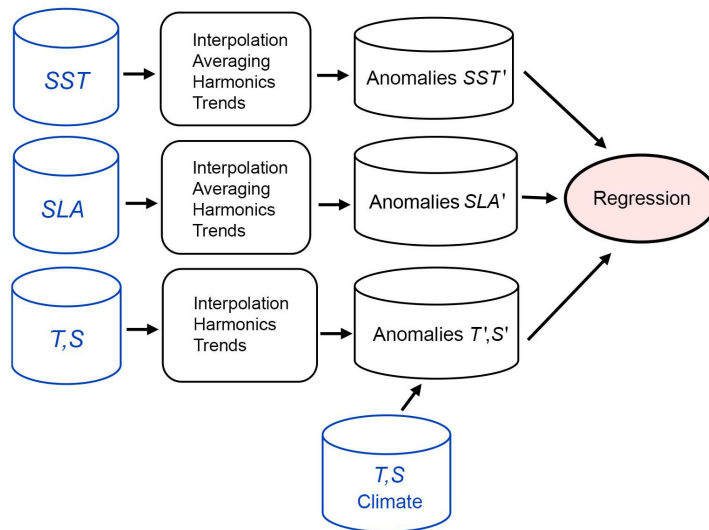 SST
Interpolation
Averaging
Harmonics
Trends
Anomalies SST'
SLA
Interpolation
Averaging
Harmonics
Trends
Anomalies SLA'
Regression
T,S
Interpolation
Harmonics
Trends
Anomalies T',S'
T,S
Climate